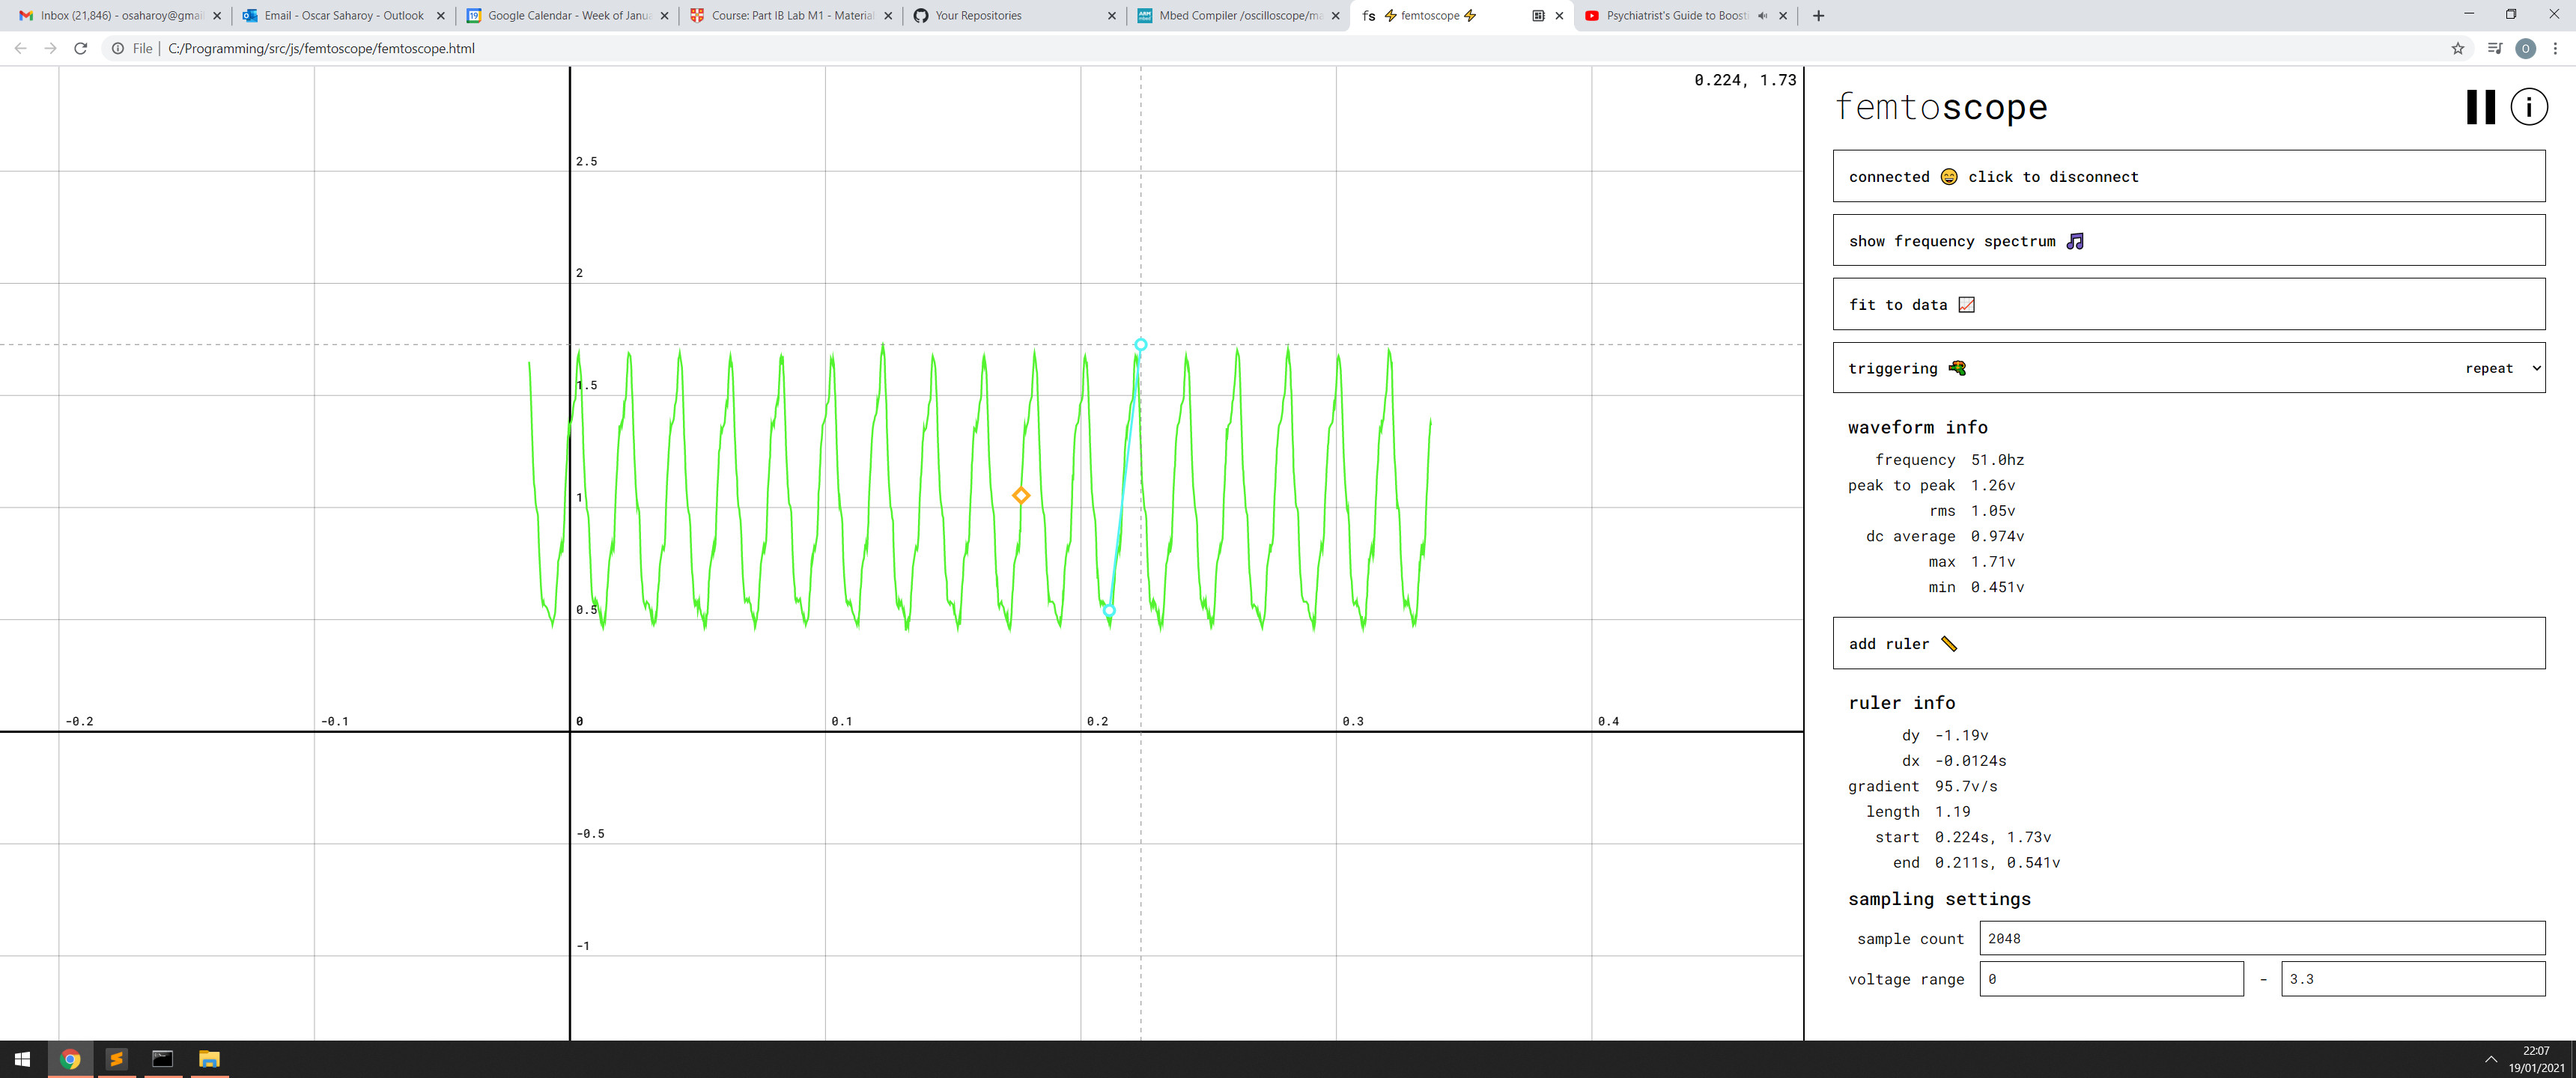 Inbox (21,846) - osaharoy@gmai
Email - Oscar Saharoy - Outlook
Google Calendar - Week of Janu
Course: Part IB Lab M1 - Material
Your Repositories
Mbed Compiler /oscilloscope/ma
fs ⚡ femtoscope ⚡
Psychiatrist's Guide to Boosti
File | C:/Programming/src/js/femtoscope/femtoscope.html
O
0.224, 1.73
2.5
2
1.5
1
0.5
-0.2
-0.1
0
0.1
0.2
0.3
0.4
-0.5
-1
femtoscope
connected 😄 click to disconnect
show frequency spectrum 🎵
fit to data 📈
triggering 🔫 repeat
waveform info
frequency 51.0hz
peak to peak 1.26v
rms 1.05v
dc average 0.974v
max 1.71v
min 0.451v
add ruler 📏
ruler info
dy -1.19v
dx -0.0124s
gradient 95.7v/s
length 1.19
start 0.224s, 1.73v
end 0.211s, 0.541v
sampling settings
sample count 2048
voltage range 0 - 3.3
22:07
19/01/2021